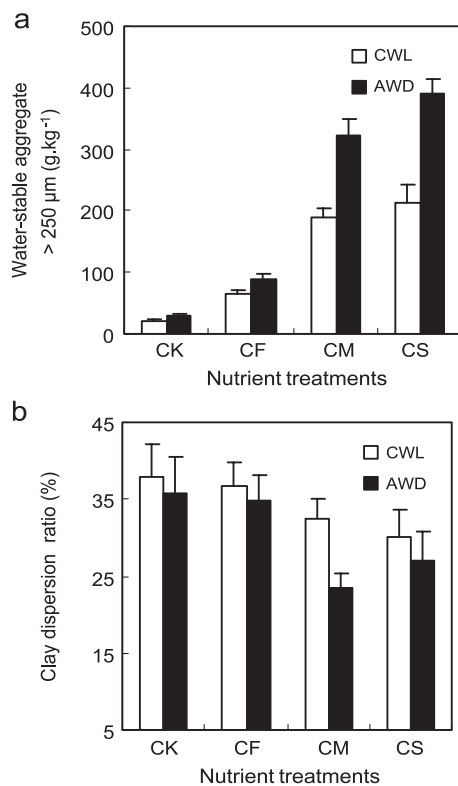 a
500
400
300
200
100
0
Water-stable aggregate
> 250 µm (g.kg-1)
CWL
AWD
CK CF CM CS
Nutrient treatments
b
45
35
25
15
5
Clay dispersion ratio (%)
CWL
AWD
CK CF CM CS
Nutrient treatments